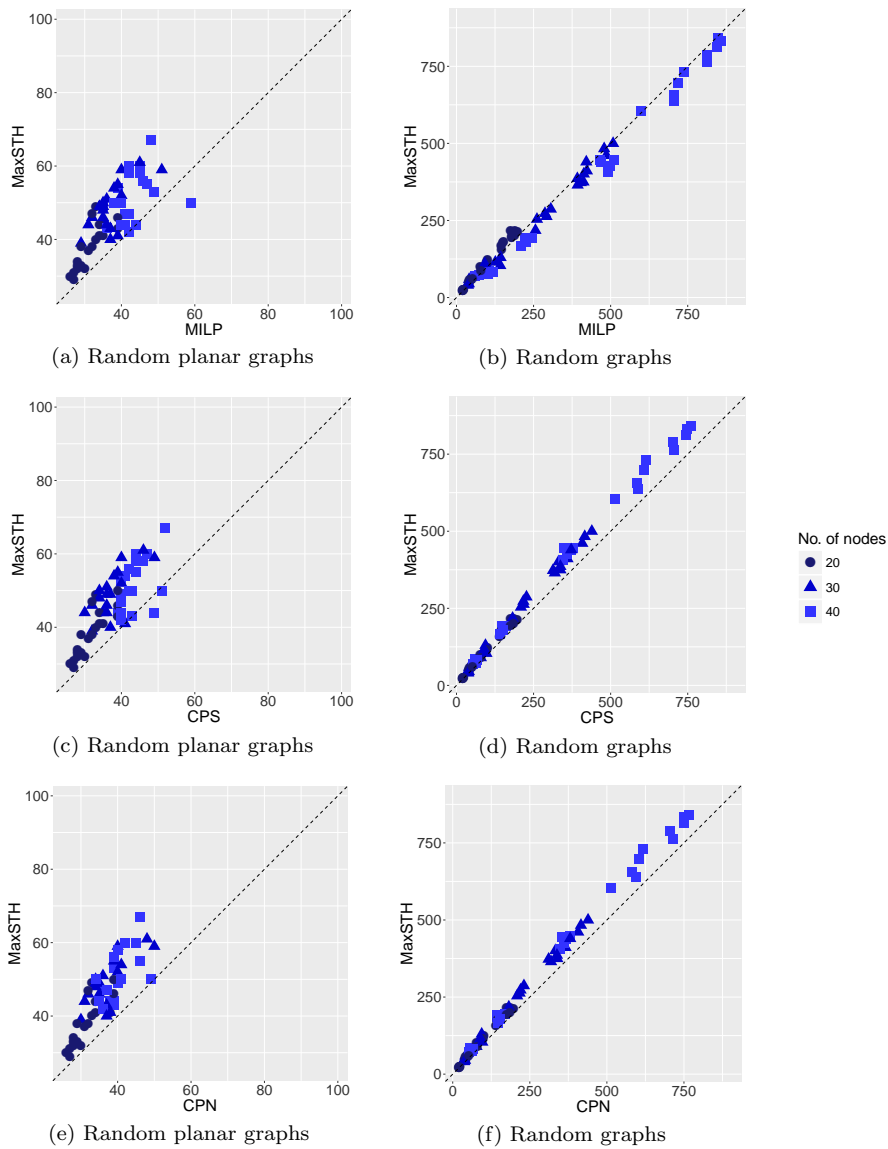 100
80
60
40
MaxSTH
40
60
80
100
MILP
(a) Random planar graphs
750
500
250
0
MaxSTH
0
250
500
750
MILP
(b) Random graphs
100
80
60
40
MaxSTH
40
60
80
100
CPS
(c) Random planar graphs
750
500
250
0
MaxSTH
0
250
500
750
CPS
(d) Random graphs
No. of nodes
20
30
40
100
80
60
40
MaxSTH
40
60
80
100
CPN
(e) Random planar graphs
750
500
250
0
MaxSTH
0
250
500
750
CPN
(f) Random graphs